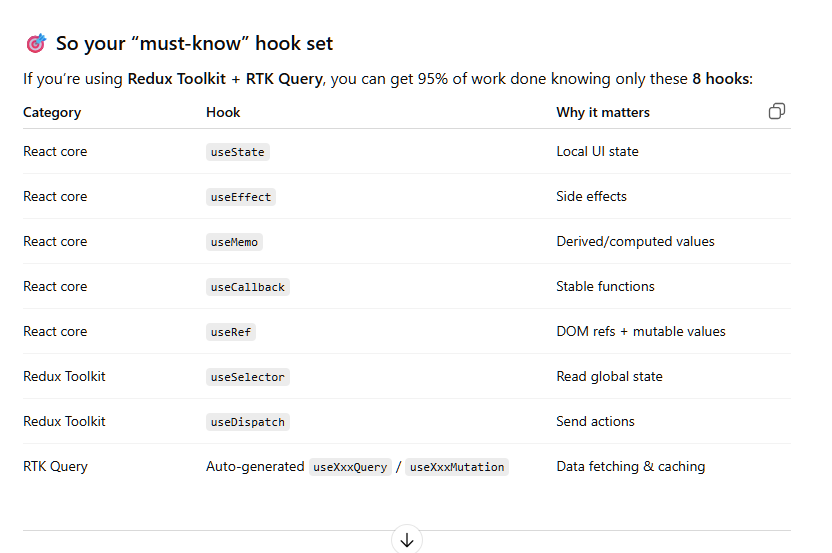 🎯 So your “must-know” hook set
If you’re using Redux Toolkit + RTK Query, you can get 95% of work done knowing only these 8 hooks:
Category Hook Why it matters
React core useState Local UI state
React core useEffect Side effects
React core useMemo Derived/computed values
React core useCallback Stable functions
React core useRef DOM refs + mutable values
Redux Toolkit useSelector Read global state
Redux Toolkit useDispatch Send actions
RTK Query Auto-generated useXxxQuery / useXxxMutation Data fetching & caching